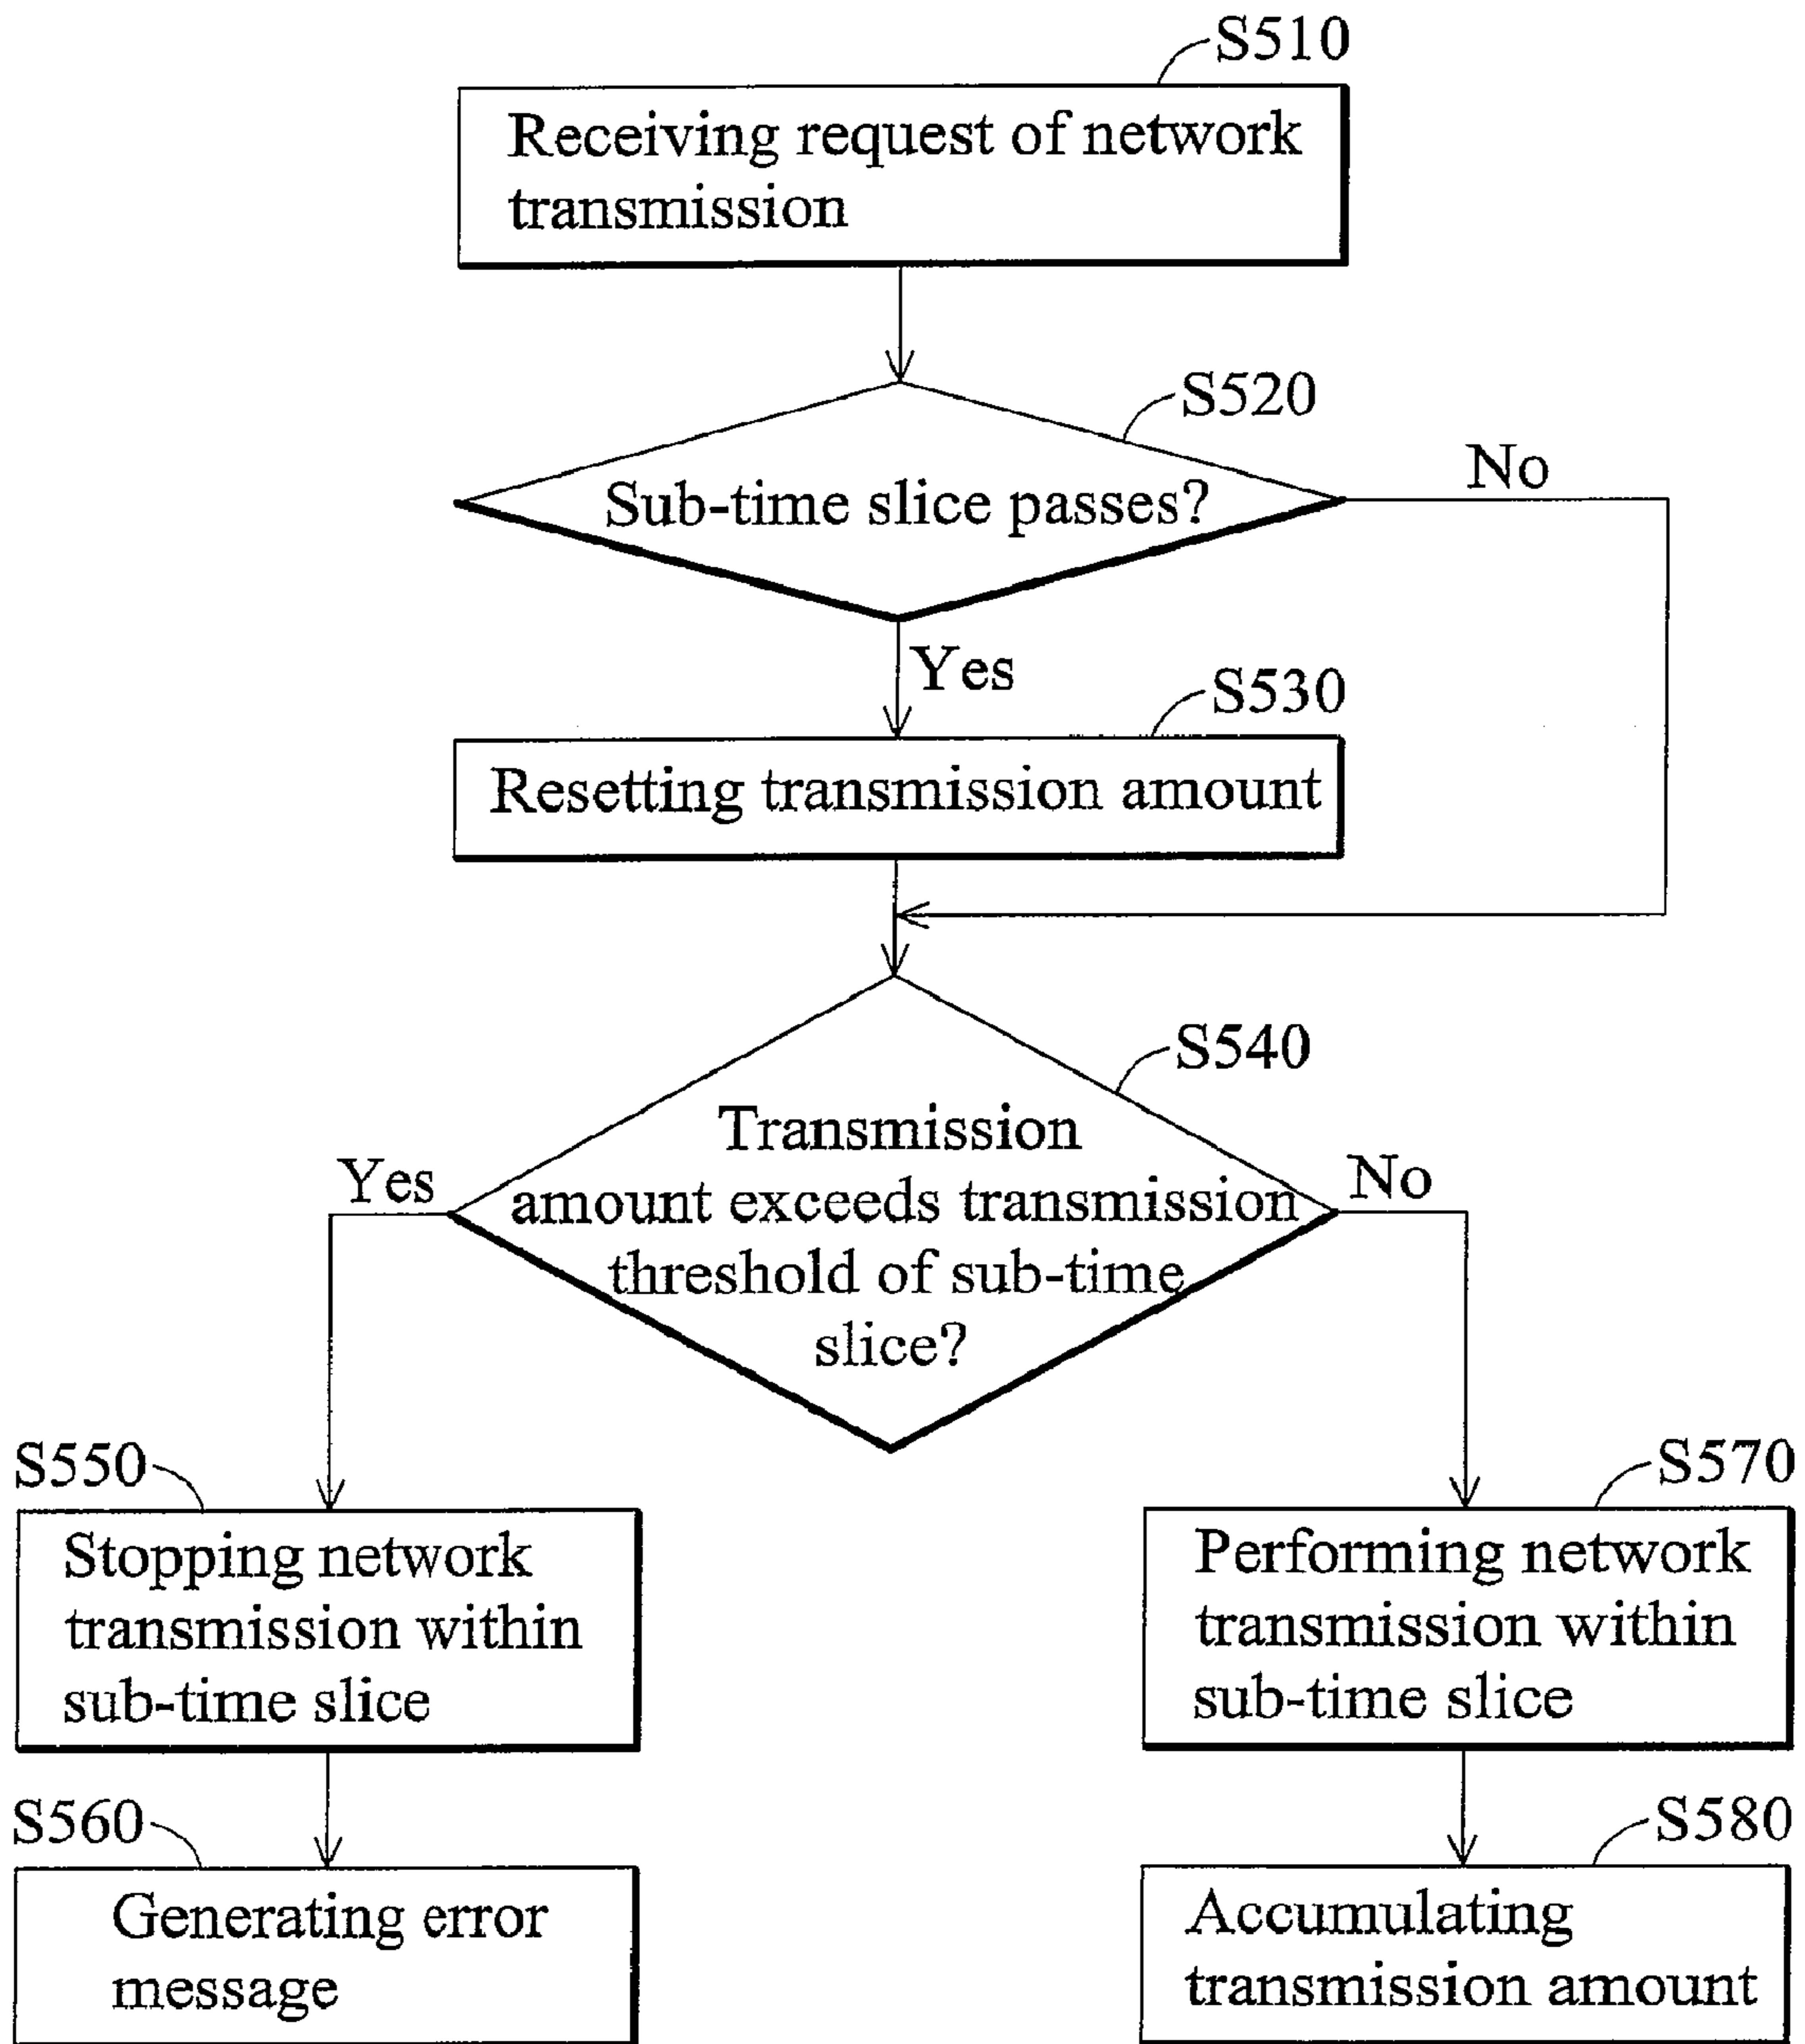 S510
Receiving request of network
transmission
S520
No
Sub-time slice passes?
Yes
S530
Resetting transmission amount
S540
Transmission
amount exceeds transmission
threshold of sub-time
slice?
Yes
No
S550
Stopping network
transmission within
sub-time slice
S570
Performing network
transmission within
sub-time slice
S560
Generating error
message
S580
Accumulating
transmission amount